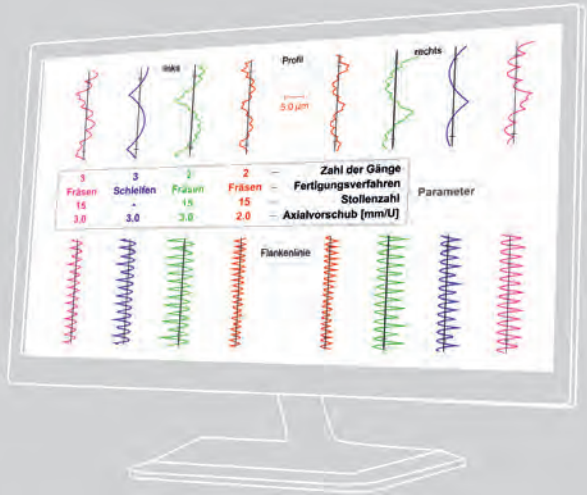 links Profil rechts
5.0 µm
3 3 2 2 – Zahl der Gänge
Fräsen Schleifen Fräsen Fräsen – Fertigungsverfahren
15 - 15 15 – Stollenzahl
3.0 3.0 3.0 2.0 – Axialvorschub [mm/U]
Parameter
Flankenlinie